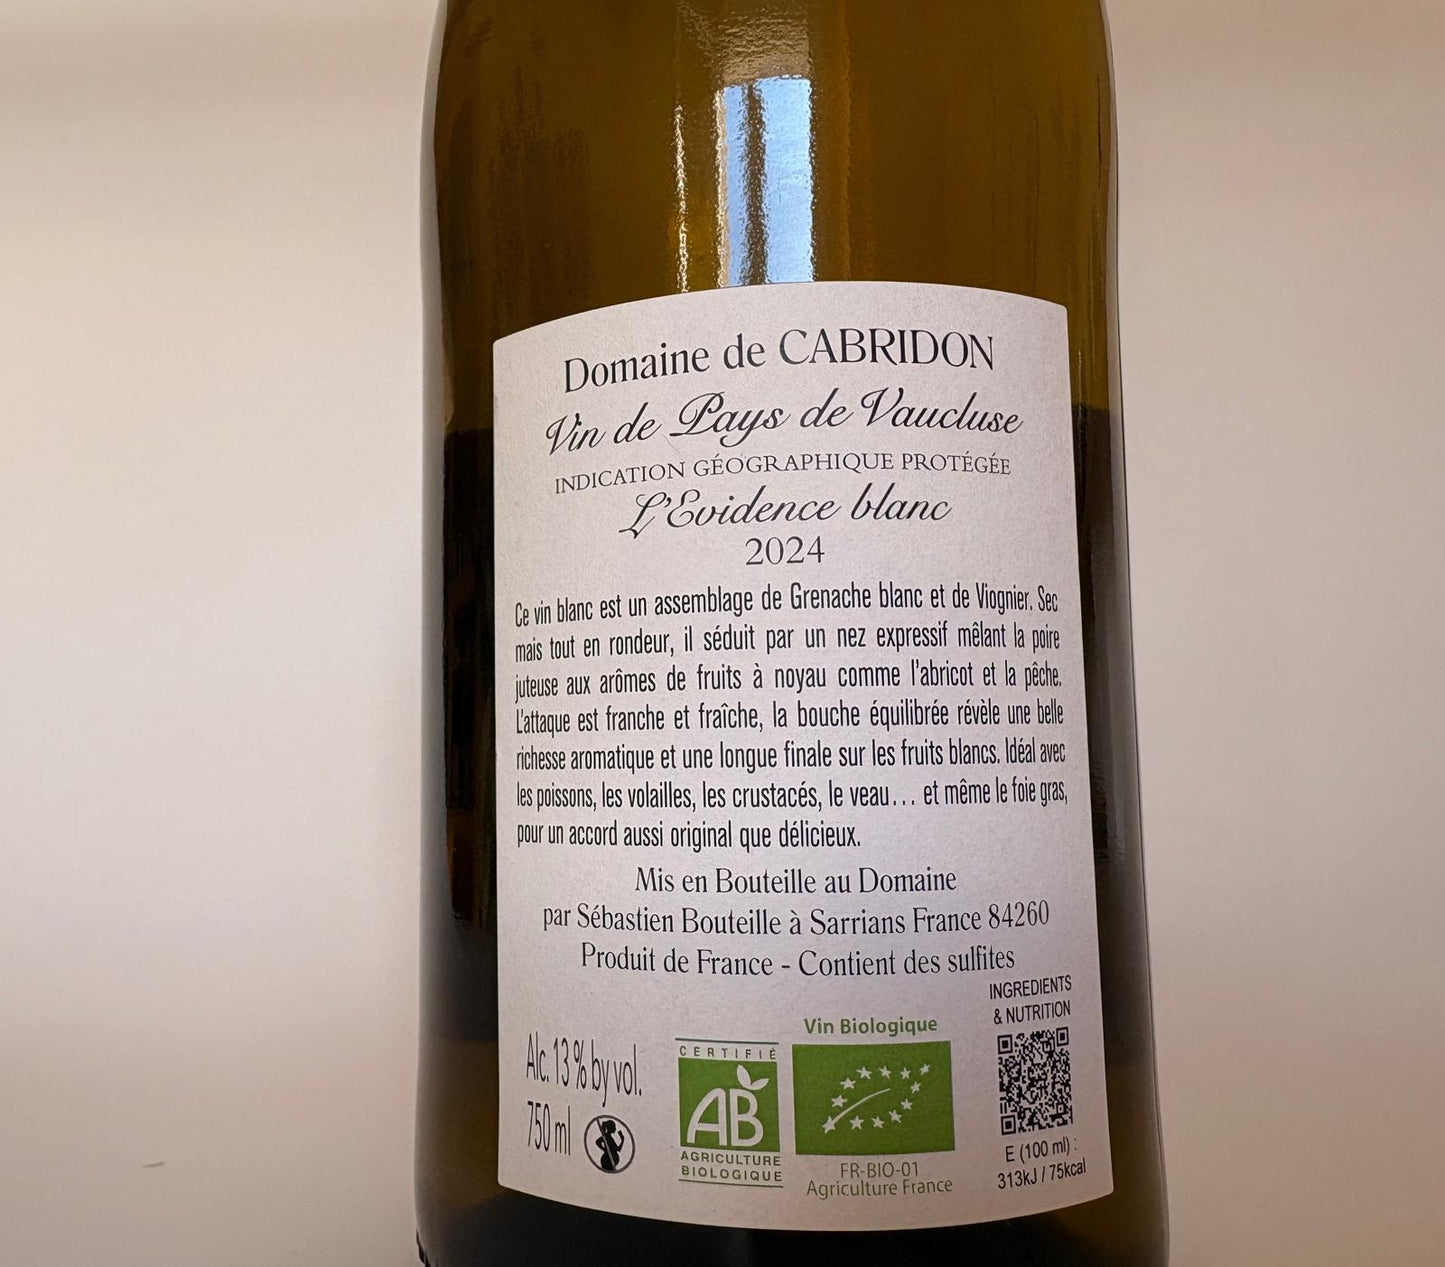 Domaine de CABRIDON
Vin de Pays de Vaucluse
INDICATION GÉOGRAPHIQUE PROTÉGÉE
L'Evidence blanc
2024
Ce vin blanc est un assemblage de Grenache blanc et de Viognier. Sec
mais tout en rondeur, il séduit par un nez expressif mêlant la poire
juteuse aux arômes de fruits à noyau comme l'abricot et la pêche.
L'attaque est franche et fraîche, la bouche équilibrée révèle une belle
richesse aromatique et une longue finale sur les fruits blancs. Idéal avec
les poissons, les volailles, les crustacés, le veau... et même le foie gras,
pour un accord aussi original que délicieux.
Mis en Bouteille au Domaine
par Sébastien Bouteille à Sarrians France 84260
Produit de France - Contient des sulfites
Alc. 13 % by vol.
750 ml
CERTIFIÉ
AB
AGRICULTURE
BIOLOGIQUE
Vin Biologique
FR-BIO-01
Agriculture France
INGREDIENTS
& NUTRITION
E (100 ml) :
313kJ / 75kcal